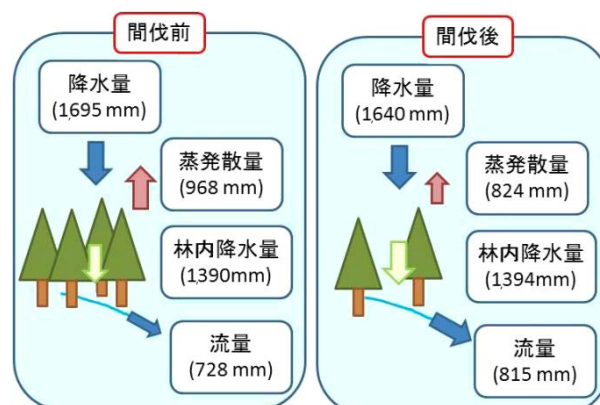 間伐前
降水量
(1695 mm)
蒸発散量
(968 mm)
林内降水量
(1390mm)
流量
(728 mm)
間伐後
降水量
(1640 mm)
蒸発散量
(824 mm)
林内降水量
(1394mm)
流量
(815 mm)